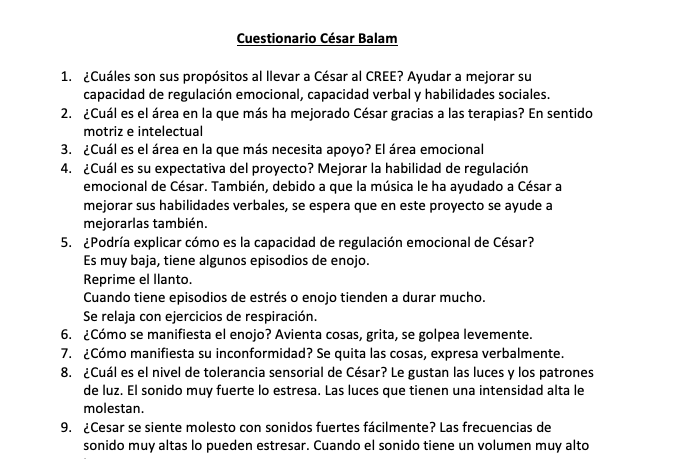 Cuestionario César Balam
1. ¿Cuáles son sus propósitos al llevar a César al CREE? Ayudar a mejorar su
capacidad de regulación emocional, capacidad verbal y habilidades sociales.
2. ¿Cuál es el área en la que más ha mejorado César gracias a las terapias? En sentido
motriz e intelectual
3. ¿Cuál es el área en la que más necesita apoyo? El área emocional
4. ¿Cuál es su expectativa del proyecto? Mejorar la habilidad de regulación
emocional de César. También, debido a que la música le ha ayudado a César a
mejorar sus habilidades verbales, se espera que en este proyecto se ayude a
mejorarlas también.
5. ¿Podría explicar cómo es la capacidad de regulación emocional de César?
Es muy baja, tiene algunos episodios de enojo.
Reprime el llanto.
Cuando tiene episodios de estrés o enojo tienden a durar mucho.
Se relaja con ejercicios de respiración.
6. ¿Cómo se manifiesta el enojo? Avienta cosas, grita, se golpea levemente.
7. ¿Cómo manifiesta su inconformidad? Se quita las cosas, expresa verbalmente.
8. ¿Cuál es el nivel de tolerancia sensorial de César? Le gustan las luces y los patrones
de luz. El sonido muy fuerte lo estresa. Las luces que tienen una intensidad alta le
molestan.
9. ¿Cesar se siente molesto con sonidos fuertes fácilmente? Las frecuencias de
sonido muy altas lo pueden estresar. Cuando el sonido tiene un volumen muy alto